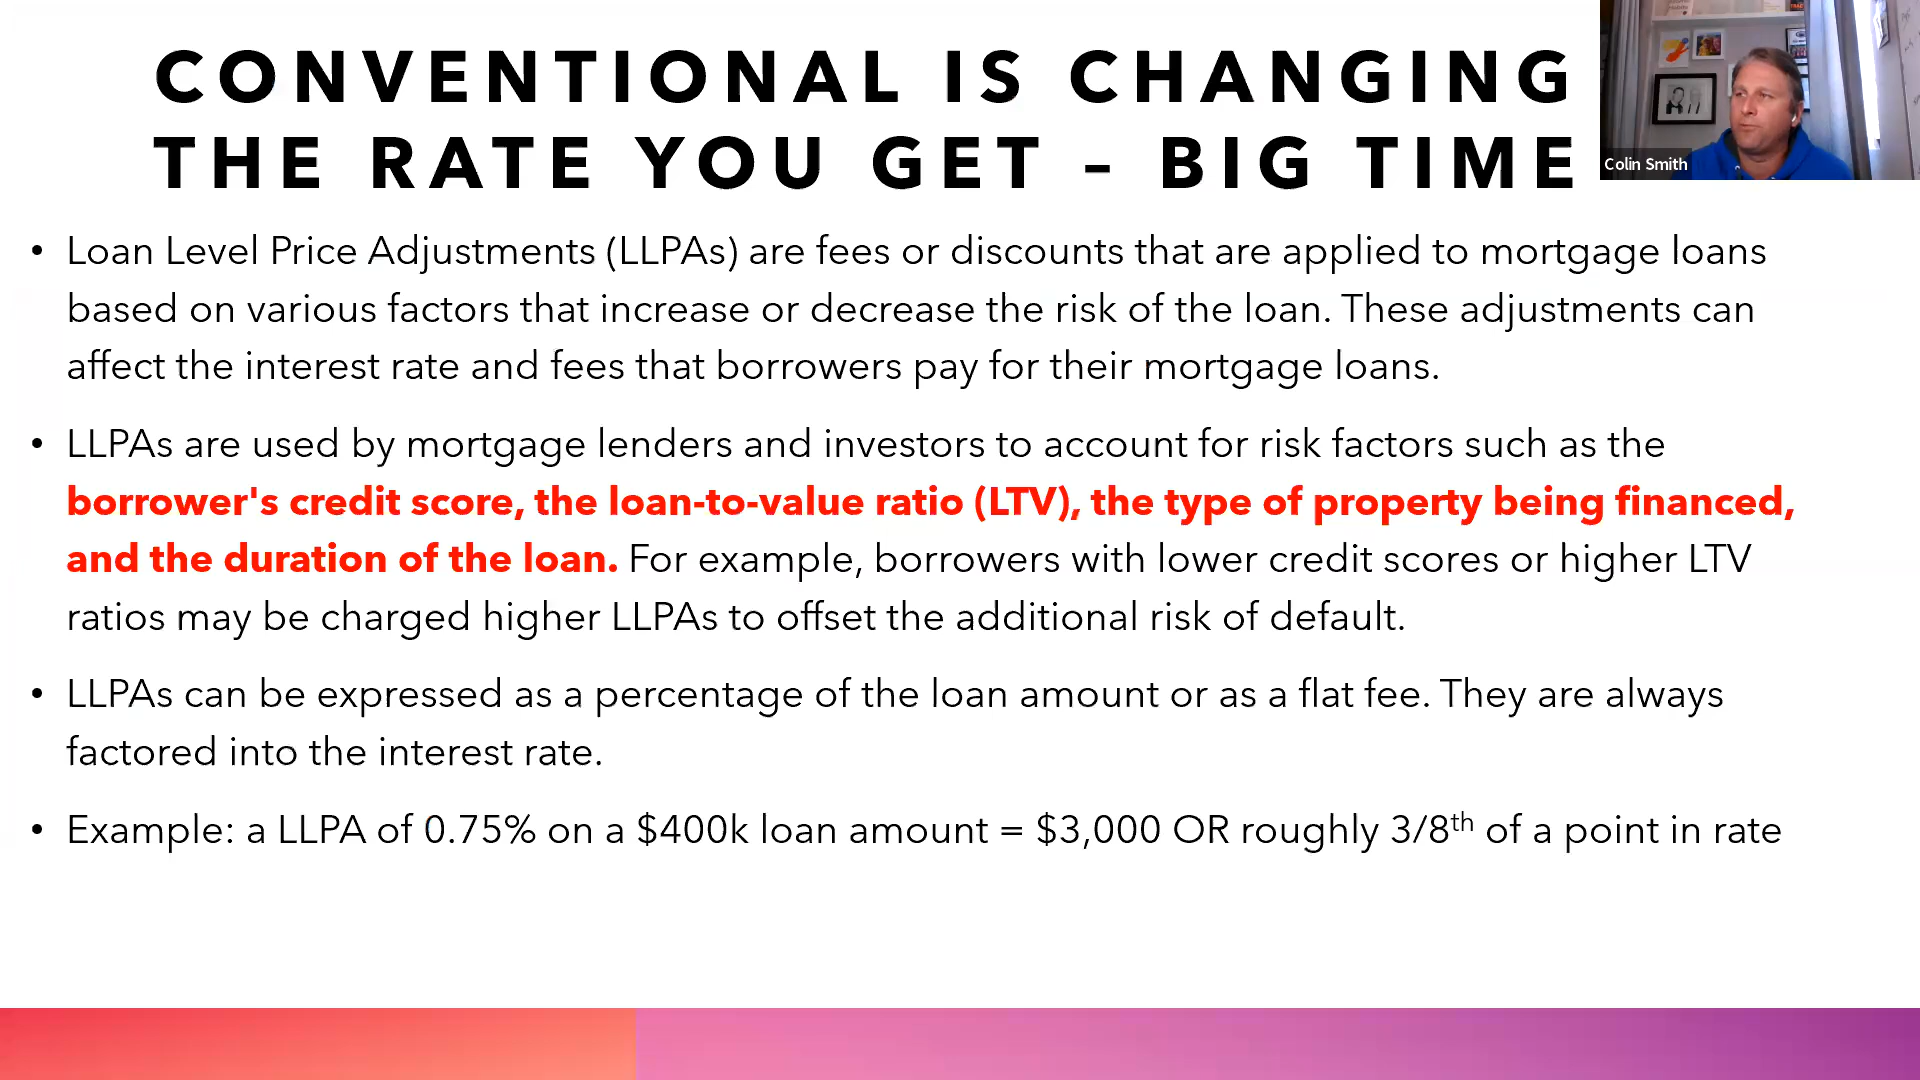 CONVENTIONAL IS CHANGING
THE RATE YOU GET – BIG TIME
Colin Smith
• Loan Level Price Adjustments (LLPAs) are fees or discounts that are applied to mortgage loans
based on various factors that increase or decrease the risk of the loan. These adjustments can
affect the interest rate and fees that borrowers pay for their mortgage loans.
• LLPAs are used by mortgage lenders and investors to account for risk factors such as the
borrower's credit score, the loan-to-value ratio (LTV), the type of property being financed,
and the duration of the loan. For example, borrowers with lower credit scores or higher LTV
ratios may be charged higher LLPAs to offset the additional risk of default.
• LLPAs can be expressed as a percentage of the loan amount or as a flat fee. They are always
factored into the interest rate.
• Example: a LLPA of 0.75% on a $400k loan amount = $3,000 OR roughly 3/8th of a point in rate